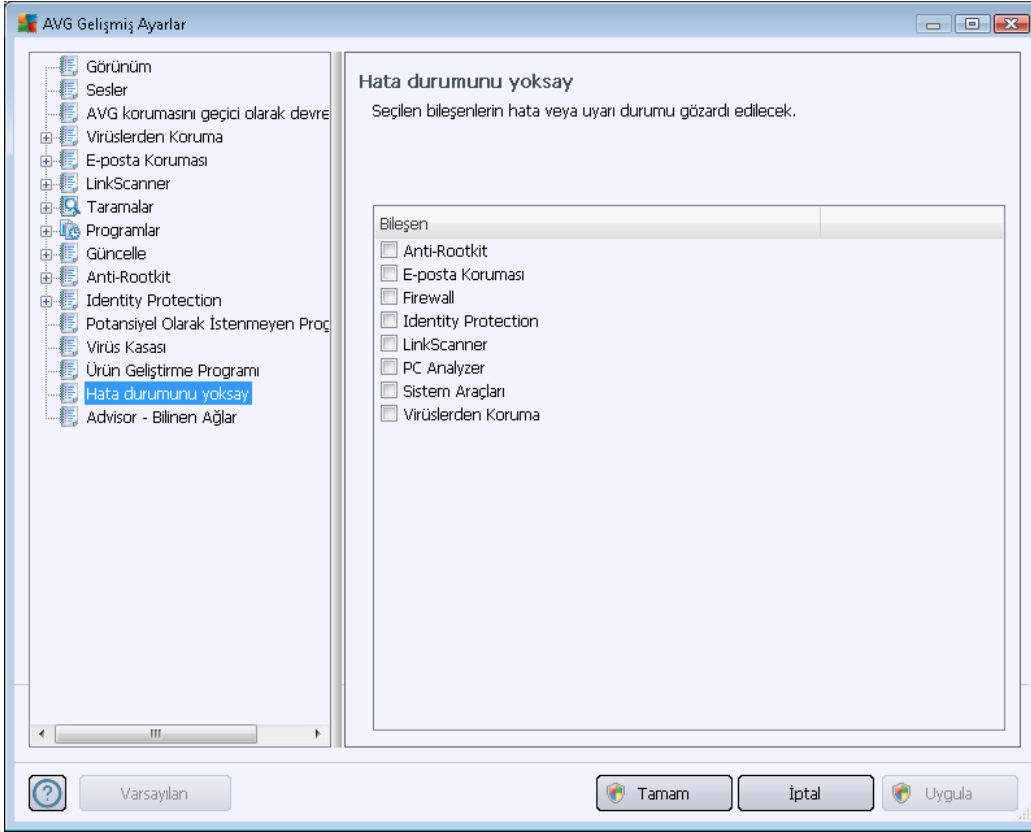 AVG Gelişmiş Ayarlar
Görünüm
Sesler
AVG korumasını geçici olarak devre
Virüslerden Koruma
E-posta Koruması
LinkScanner
Taramalar
Programlar
Güncelle
Anti-Rootkit
Identity Protection
Potansiyel Olarak İstenmeyen Prog
Virüs Kasası
Ürün Geliştirme Programı
Hata durumunu yoksay
Advisor - Bilinen Ağlar
Hata durumunu yoksay
Seçilen bileşenlerin hata veya uyarı durumu gözardı edilecek.
Bileşen
Anti-Rootkit
E-posta Koruması
Firewall
Identity Protection
LinkScanner
PC Analyzer
Sistem Araçları
Virüslerden Koruma
Varsayılan
Tamam
İptal
Uygula